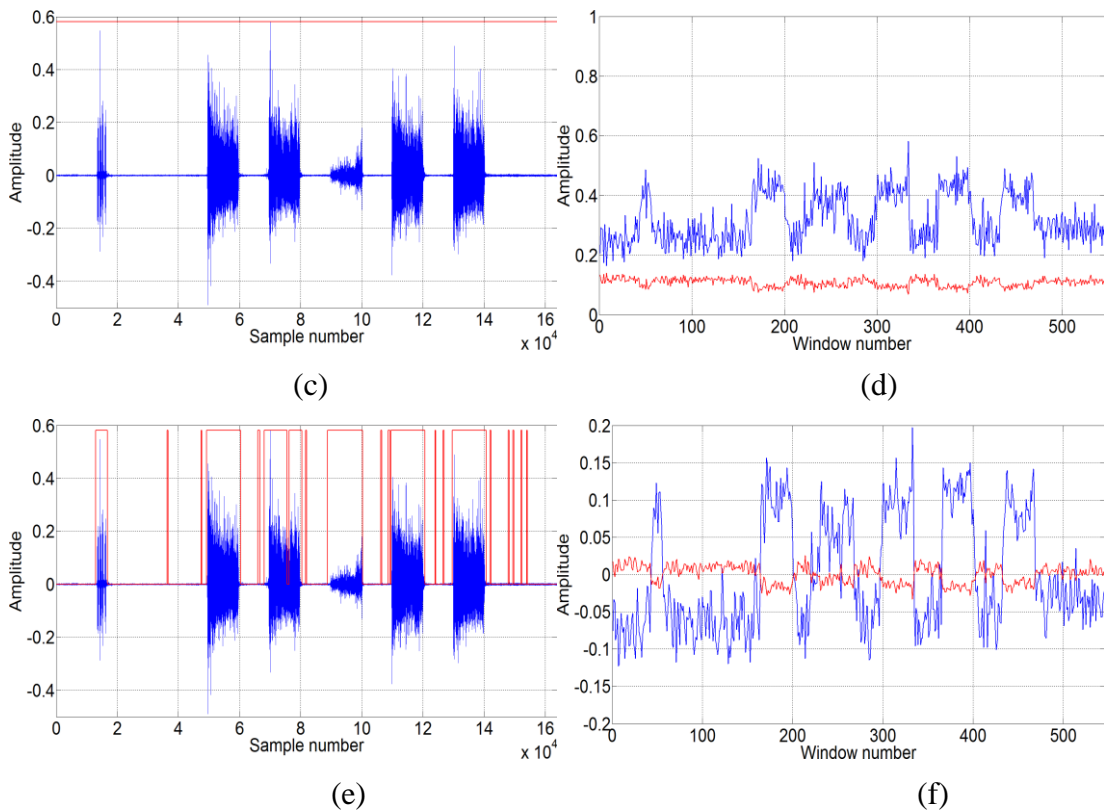 0.6
0.4
0.2
0
-0.2
-0.4
Amplitude
0 2 4 6 8 10 12 14 16
Sample number
x 10^4
(c)
1
0.8
0.6
0.4
0.2
0
Amplitude
0 100 200 300 400 500
Window number
(d)
0.6
0.4
0.2
0
-0.2
-0.4
Amplitude
0 2 4 6 8 10 12 14 16
Sample number
x 10^4
(e)
0.2
0.15
0.1
0.05
0
-0.05
-0.1
-0.15
-0.2
Amplitude
0 100 200 300 400 500
Window number
(f)